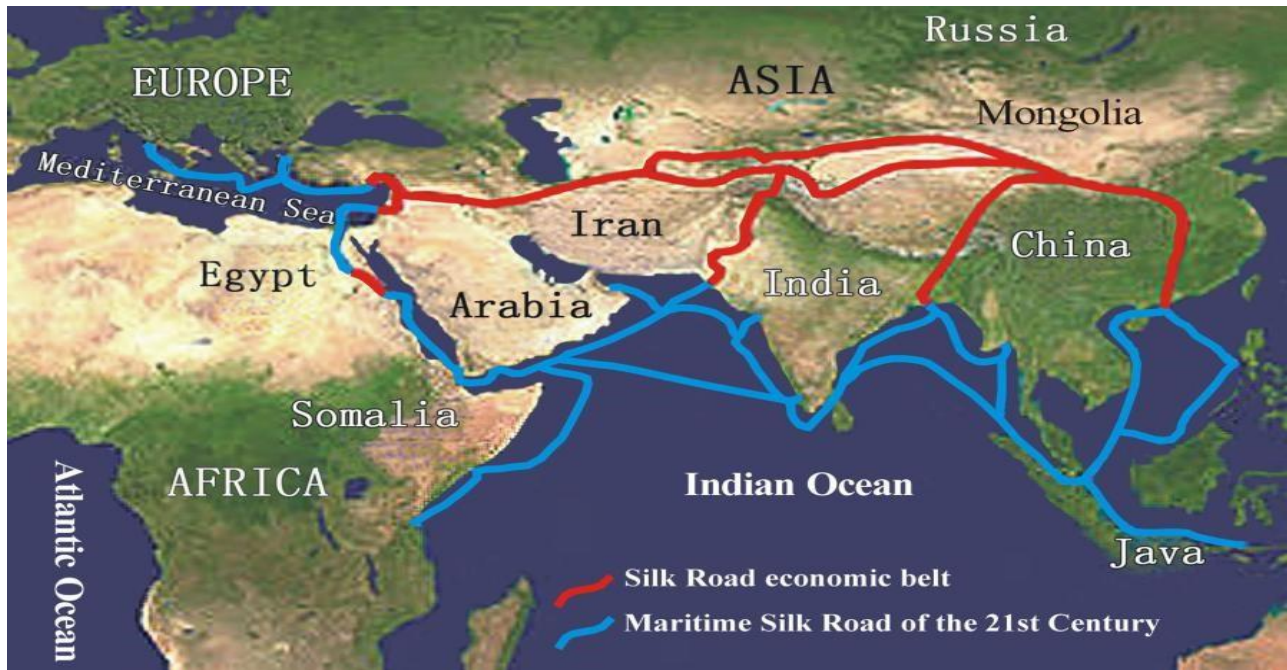 Russia
EUROPE
ASIA
Mongolia
Mediterranean Sea
Iran
China
Egypt
India
Arabia
Somalia
AFRICA
Indian Ocean
Atlantic Ocean
Java
Silk Road economic belt
Maritime Silk Road of the 21st Century